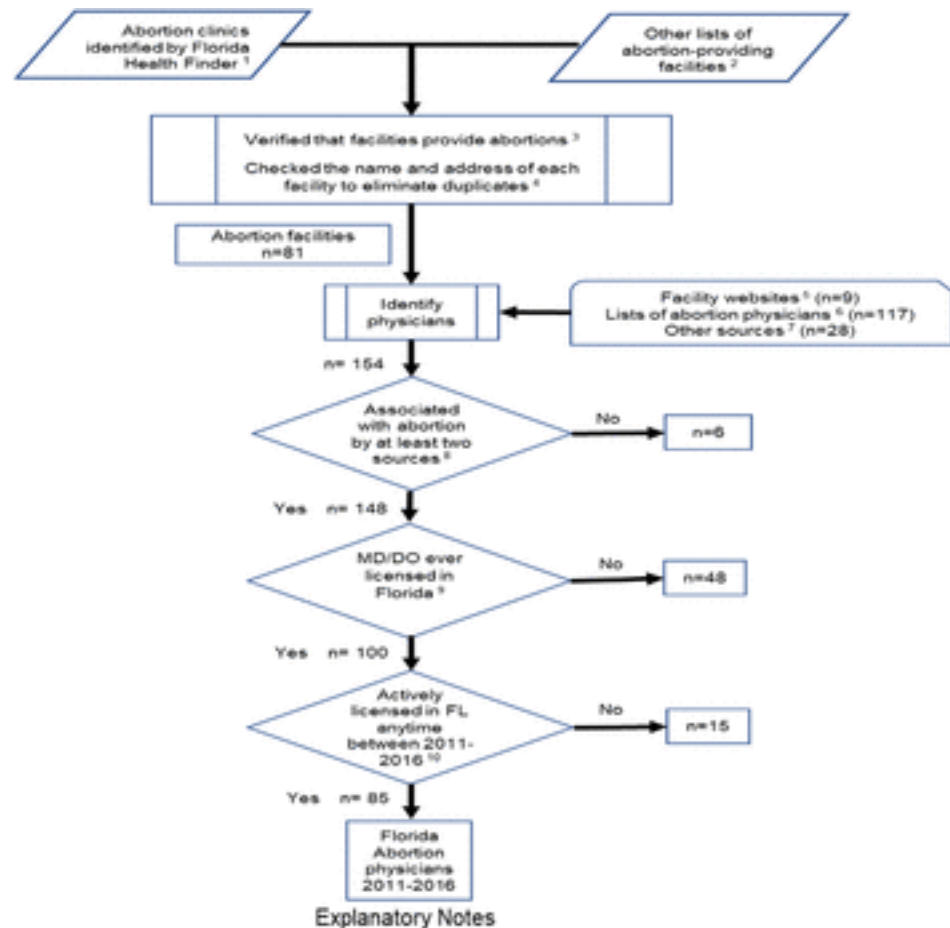 Abortion clinics
identified by Florida
Health Finder 1
Other lists of
abortion-providing
facilities 2
Verified that facilities provide abortions 3
Checked the name and address of each
facility to eliminate duplicates 4
Abortion facilities
n=81
Identify
physicians
Facility websites 5 (n=9)
Lists of abortion physicians 6 (n=117)
Other sources 7 (n=28)
n= 154
Associated
with abortion
by at least two
sources 8
No
n=6
Yes n= 148
MD/DO ever
licensed in
Florida 9
No
n=48
Yes n= 100
Actively
licensed in FL
anytime
between 2011-
2016 10
No
n=15
Yes n= 85
Florida
Abortion
physicians
2011-2016
Explanatory Notes